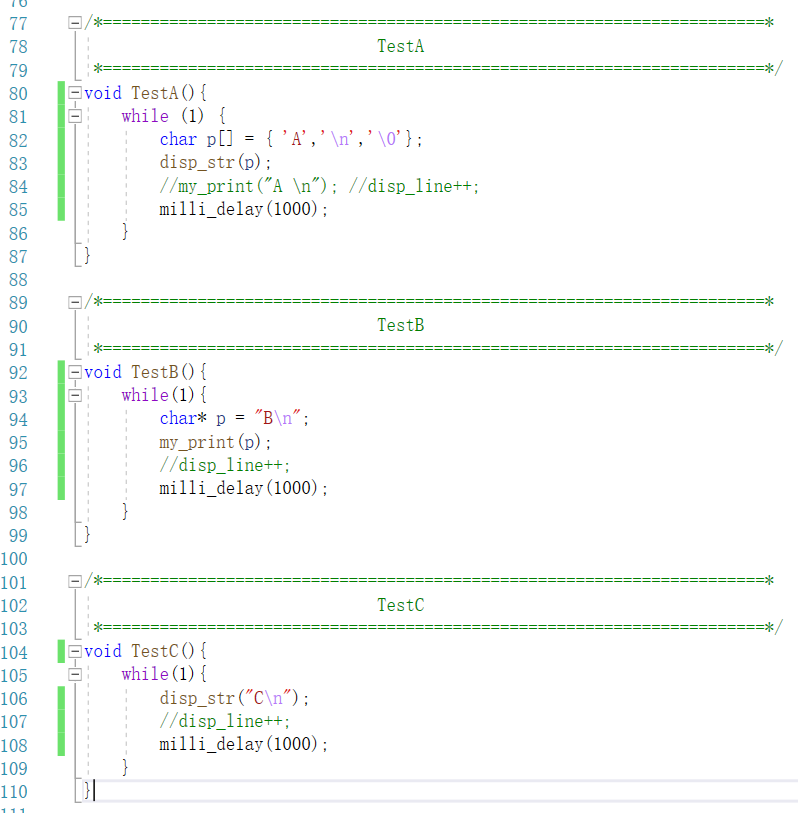 77 /*======================================================================*
78 TestA
79 *======================================================================*/
80 void TestA(){
81 while (1) {
82 char p[] = { 'A','\n','\0'};
83 disp_str(p);
84 //my_print("A \n"); //disp_line++;
85 milli_delay(1000);
86 }
87 }
88
89 /*======================================================================*
90 TestB
91 *======================================================================*/
92 void TestB(){
93 while(1){
94 char* p = "B\n";
95 my_print(p);
96 //disp_line++;
97 milli_delay(1000);
98 }
99 }
100
101 /*======================================================================*
102 TestC
103 *======================================================================*/
104 void TestC(){
105 while(1){
106 disp_str("C\n");
107 //disp_line++;
108 milli_delay(1000);
109 }
110 }